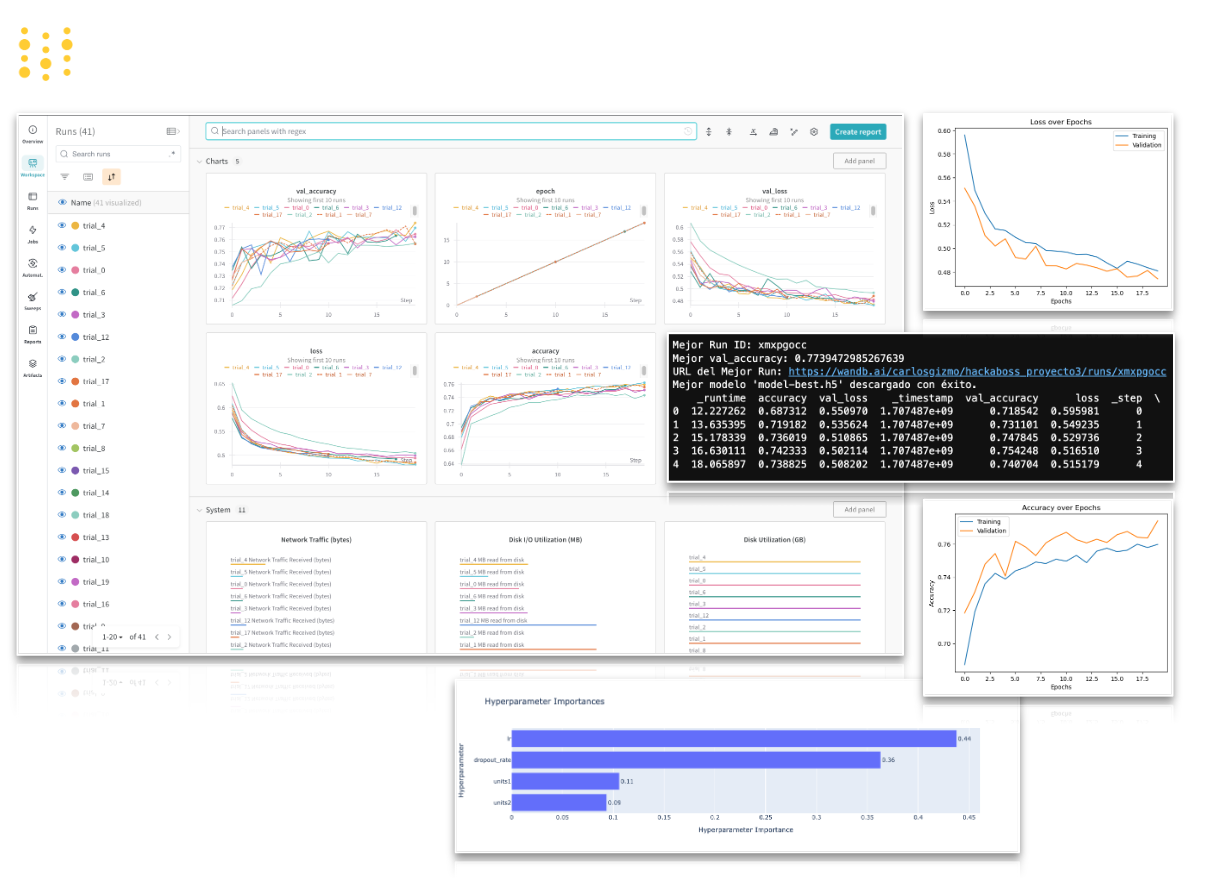 Overview
Workspace
Runs
Jobs
Automat..
Sweeps
Reports
Artifacts
Runs (41)
Search runs
.*
Name (41 visualized)
trial_4
trial_5
trial_0
trial_6
trial_3
trial_12
trial_2
trial_17
trial_1
trial_7
trial_8
trial_15
trial_14
trial_18
trial_13
trial_10
trial_19
trial_16
trial_9
trial_11
1-20 of 41
Search panels with regex
Create report
Charts 5
Add panel
val_accuracy
Showing first 10 runs
trial_4 trial_5 trial_0 trial_6 trial_3 trial_12
trial_17 trial_2 trial_1 trial_7
0.77
0.76
0.75
0.74
0.73
0.72
0.71
Step
0 5 10 15
epoch
Showing first 10 runs
trial_4 trial_5 trial_0 trial_6 trial_3 trial_12
trial_17 trial_2 trial_1 trial_7
15
10
5
0
Step
0 5 10 15
val_loss
Showing first 10 runs
trial_4 trial_5 trial_0 trial_6 trial_3 trial_12
trial_17 trial_2 trial_1 trial_7
0.6
0.58
0.56
0.54
0.52
0.5
0.48
Step
0 5 10 15
loss
Showing first 10 runs
trial_4 trial_5 trial_0 trial_6 trial_3 trial_12
trial_17 trial_2 trial_1 trial_7
Step
5 10 15
accuracy
Showing first 10 runs
trial_4 trial_5 trial_0 trial_6 trial_3 trial_12
trial_17 trial_2 trial_1 trial_7
0.76
0.74
0.72
0.7
0.68
0.66
0.64
Step
0 5 10 15
System 11
Add panel
Network Traffic (bytes)
trial_4 Network Traffic Received (bytes)
trial_5 Network Traffic Received (bytes)
trial_0 Network Traffic Received (bytes)
trial_6 Network Traffic Received (bytes)
trial_3 Network Traffic Received (bytes)
trial_12 Network Traffic Received (bytes)
trial_17 Network Traffic Received (bytes)
trial_2 Network Traffic Received (bytes)
Disk I/O Utilization (MB)
trial_4 MB read from disk
trial_5 MB read from disk
trial_0 MB read from disk
trial_6 MB read from disk
trial_3 MB read from disk
trial_12 MB read from disk
trial_2 MB read from disk
trial_1 MB read from disk
Disk Utilization (GB)
trial_4
trial_5
trial_0
trial_6
trial_3
trial_12
trial_2
trial_1
trial_8
Loss over Epochs
Training
Validation
0.60
0.58
0.56
0.54
0.52
0.50
0.48
Loss
0.0 2.5 5.0 7.5 10.0 12.5 15.0 17.5
Epochs
Mejor Run ID: xmxpgocc
Mejor val_accuracy: 0.7739472985267639
URL del Mejor Run: https://wandb.ai/carlosgizmo/hackaboss_proyecto3/runs/xmxpgocc
Mejor modelo 'model-best.h5' descargado con éxito.
_runtime accuracy val_loss _timestamp val_accuracy loss _step \
0 12.227262 0.687312 0.550970 1.707487e+09 0.718542 0.595981 0
1 13.635395 0.719182 0.535624 1.707487e+09 0.731101 0.549235 1
2 15.178339 0.736019 0.510865 1.707487e+09 0.747845 0.529736 2
3 16.630111 0.742333 0.502114 1.707487e+09 0.754248 0.516510 3
4 18.065897 0.738825 0.508202 1.707487e+09 0.740704 0.515179 4
Accuracy over Epochs
Training
Validation
0.76
0.74
0.72
0.70
Accuracy
0.0 2.5 5.0 7.5 10.0 12.5 15.0 17.5
Epochs
Hyperparameter Importances
Hyperparameter
lr 0.44
dropout_rate 0.36
units1 0.11
units2 0.09
0 0.05 0.1 0.15 0.2 0.25 0.3 0.35 0.4 0.45
Hyperparameter Importance